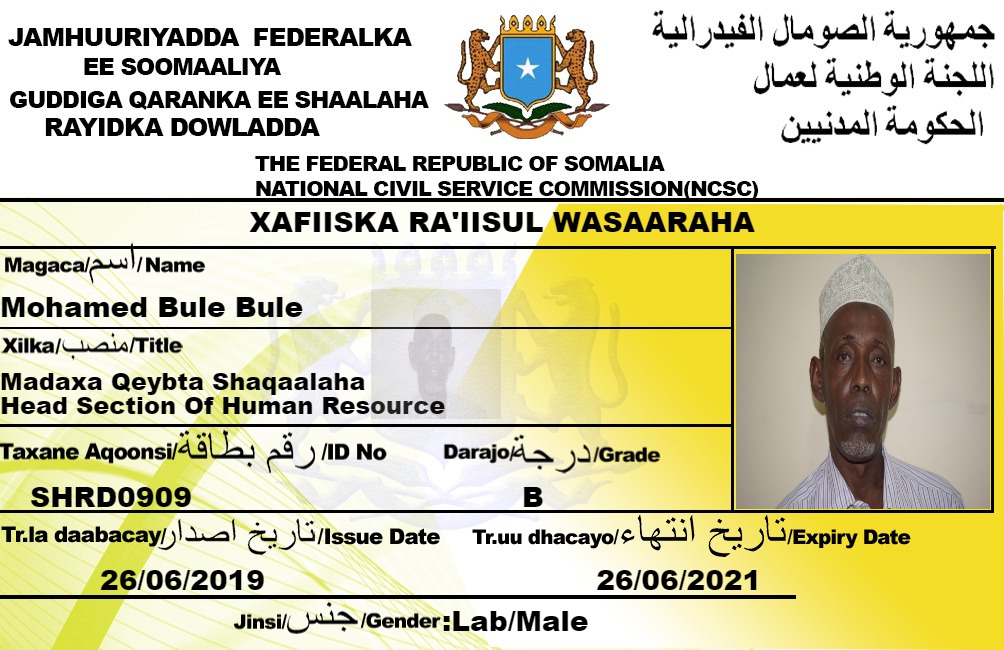 JAMHUURIYADDA FEDERALKA
EE SOOMAALIYA
GUDDIGA QARANKA EE SHAALAHA
RAYIDKA DOWLADDA
جمهورية الصومال الفيدرالية
اللجنة الوطنية لعمال
الحكومة المدنيين
THE FEDERAL REPUBLIC OF SOMALIA
NATIONAL CIVIL SERVICE COMMISSION(NCSC)
XAFIISKA RA'IISUL WASAARAHA
Magaca/اسم/Name
Mohamed Bule Bule
Xilka/منصب/Title
Madaxa Qeybta Shaqaalaha
Head Section Of Human Resource
Taxane Aqoonsi/رقم بطاقة/ID No
Darajo/درجة/Grade
SHRD0909
B
Tr.la daabacay/تاريخ اصدار/Issue Date
Tr.uu dhacayo/تاريخ انتهاء/Expiry Date
26/06/2019
26/06/2021
Jinsi/جنس/Gender:Lab/Male